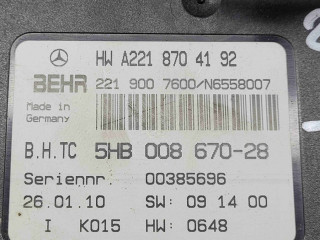 HW A221 870 41 92
BEHR 221 900 7600/N6558007
Made in
Germany
B.H.TC 5HB 008 670-28
Seriennr. 00385696
26.01.10 SW: 09 14 00
I K015 HW: 0648